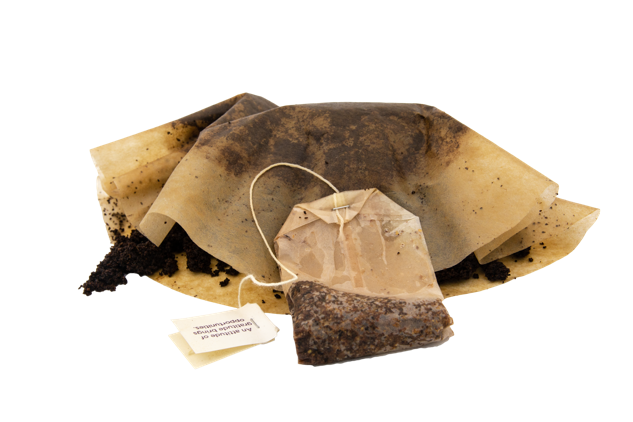 An attitude of
gratitude brings
opportunities.